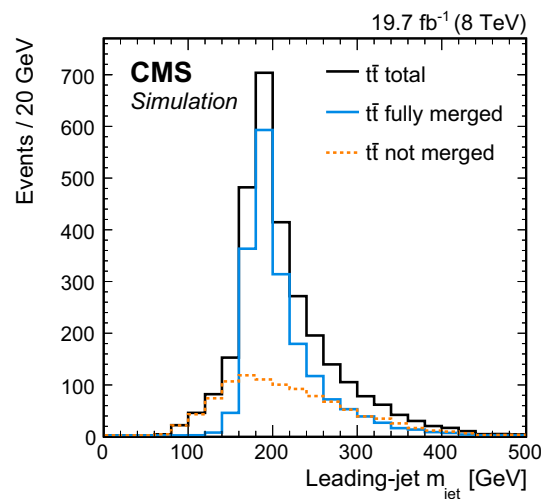 19.7 fb⁻¹ (8 TeV)
CMS
Simulation
tt̄ total
tt̄ fully merged
tt̄ not merged
Events / 20 GeV
700
600
500
400
300
200
100
0
0 100 200 300 400 500
Leading-jet m_jet [GeV]